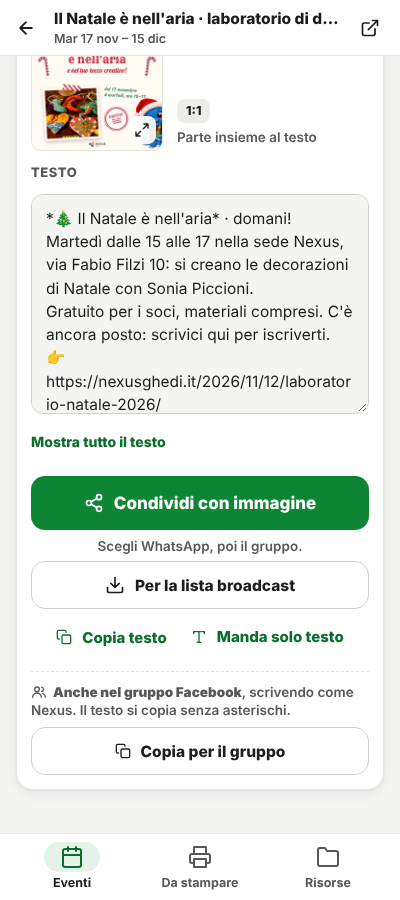 Il Natale è nell'aria · laboratorio di d...
Mar 17 nov – 15 dic
è nell'aria
e nel tuo tocco creativo!
1:1
Parte insieme al testo
TESTO
*🎄 Il Natale è nell'aria* · domani!
Martedì dalle 15 alle 17 nella sede Nexus,
via Fabio Filzi 10: si creano le decorazioni
di Natale con Sonia Piccioni.
Gratuito per i soci, materiali compresi. C'è
ancora posto: scrivici qui per iscriverti.
👉
https://nexusghedi.it/2026/11/12/laborator
io-natale-2026/
Mostra tutto il testo
Condividi con immagine
Scegli WhatsApp, poi il gruppo.
Per la lista broadcast
Copia testo
Manda solo testo
Anche nel gruppo Facebook, scrivendo come
Nexus. Il testo si copia senza asterischi.
Copia per il gruppo
Eventi
Da stampare
Risorse